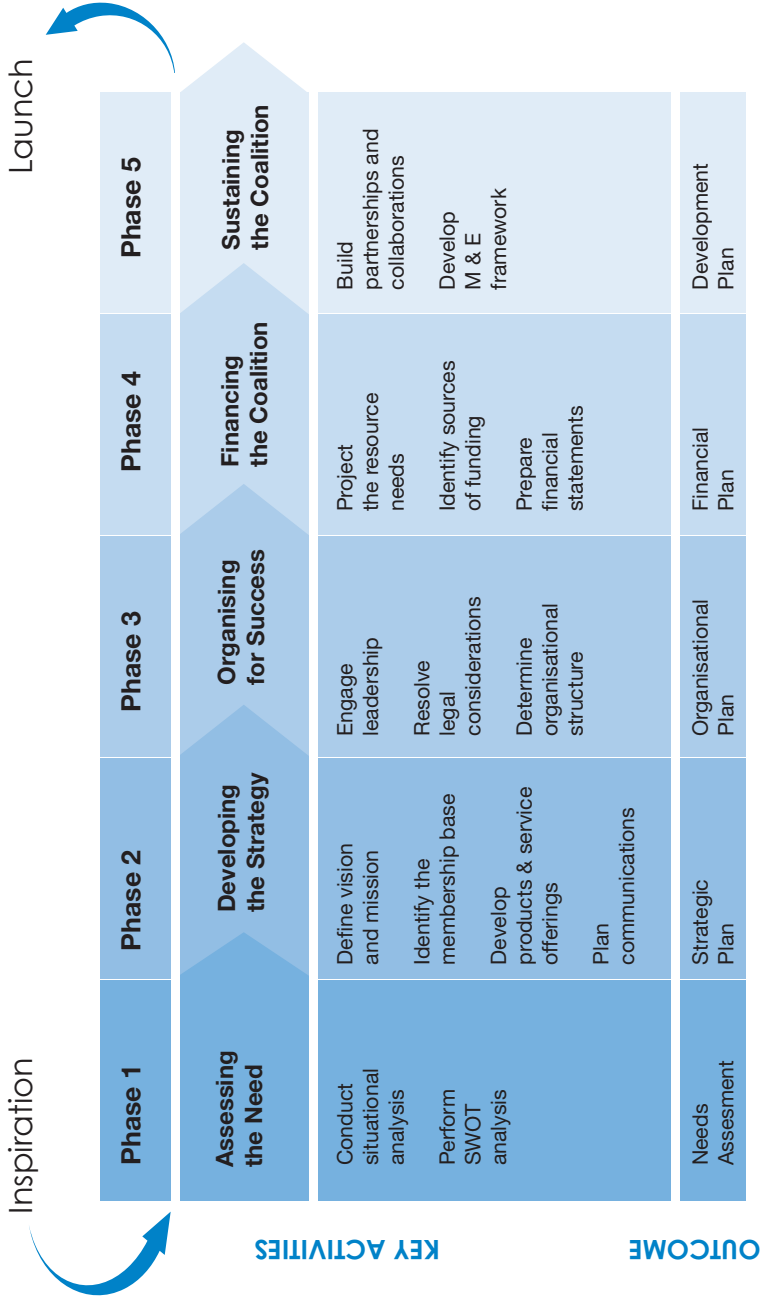 Inspiration
Launch
Phase 1
Phase 2
Phase 3
Phase 4
Phase 5
Assessing
the Need
Developing
the Strategy
Organising
for Success
Financing
the Coalition
Sustaining
the Coalition
KEY ACTIVITIES
Conduct
situational
analysis
Perform
SWOT
analysis
Define vision
and mission
Identify the
membership base
Develop
products & service
offerings
Plan
communications
Engage
leadership
Resolve
legal
considerations
Determine
organisational
structure
Project
the resource
needs
Identify sources
of funding
Prepare
financial
statements
Build
partnerships and
collaborations
Develop
M & E
framework
OUTCOME
Needs
Assesment
Strategic
Plan
Organisational
Plan
Financial
Plan
Development
Plan